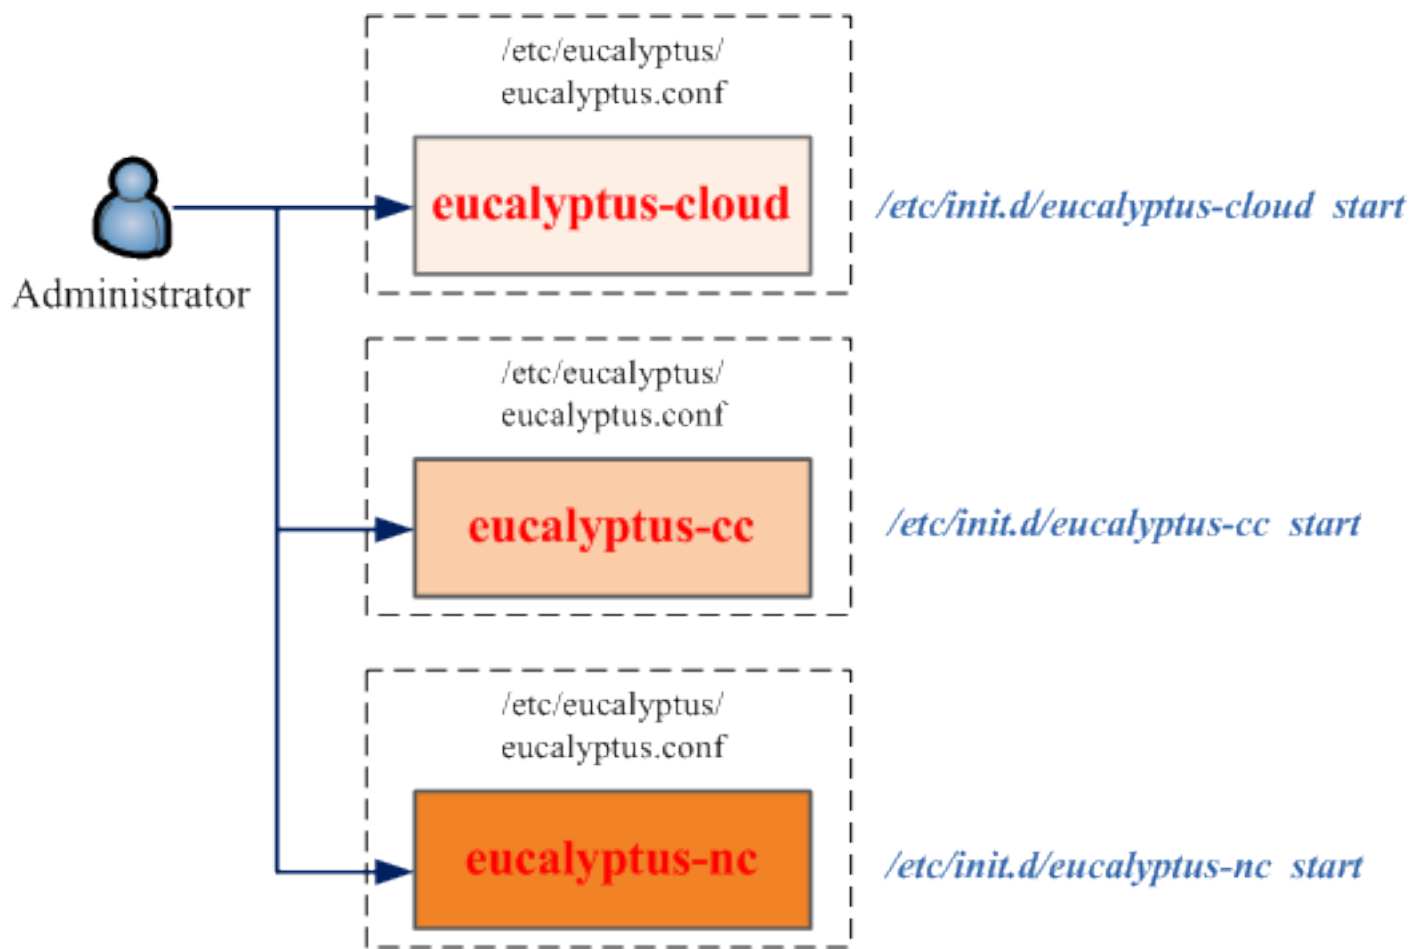 /etc/eucalyptus/
eucalyptus.conf
eucalyptus-cloud
/etc/init.d/eucalyptus-cloud start
Administrator
/etc/eucalyptus/
eucalyptus.conf
eucalyptus-cc
/etc/init.d/eucalyptus-cc start
/etc/eucalyptus/
eucalyptus.conf
eucalyptus-nc
/etc/init.d/eucalyptus-nc start